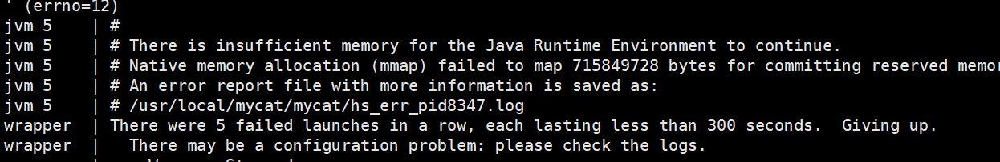 ' (errno=12)
jvm 5    | #
jvm 5    | # There is insufficient memory for the Java Runtime Environment to continue.
jvm 5    | # Native memory allocation (mmap) failed to map 715849728 bytes for committing reserved memor
jvm 5    | # An error report file with more information is saved as:
jvm 5    | # /usr/local/mycat/mycat/hs_err_pid8347.log
wrapper  | There were 5 failed launches in a row, each lasting less than 300 seconds.  Giving up.
wrapper  |   There may be a configuration problem: please check the logs.